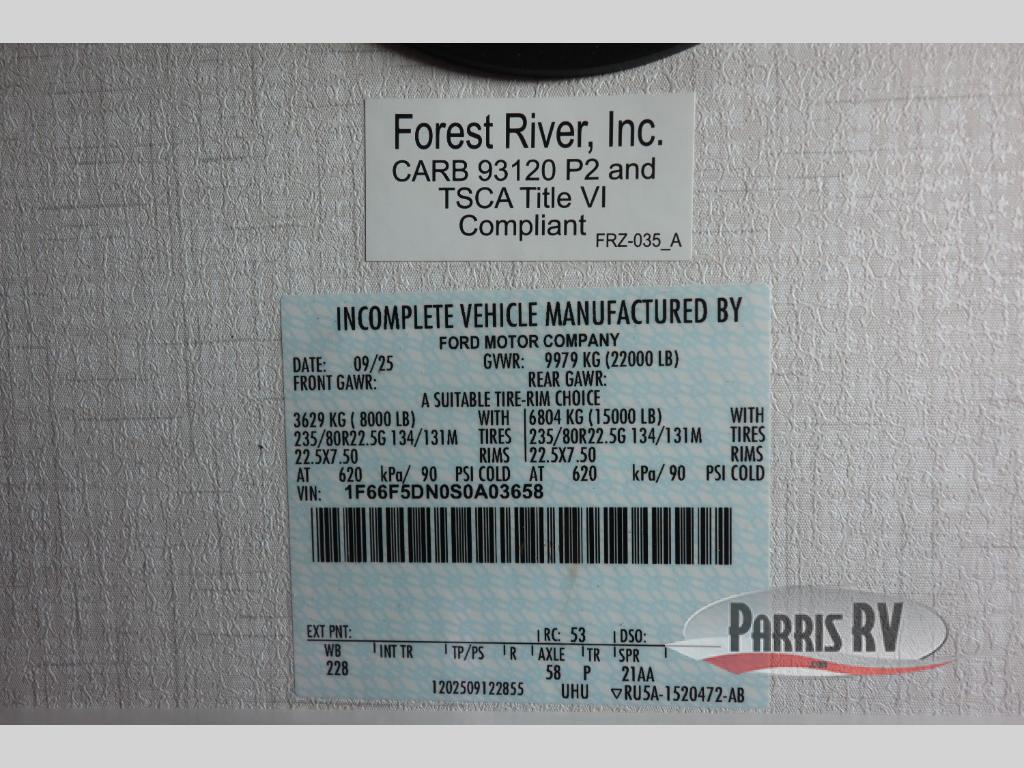 Forest River, Inc.
CARB 93120 P2 and
TSCA Title VI
Compliant
FRZ-035_A
INCOMPLETE VEHICLE MANUFACTURED BY
FORD MOTOR COMPANY
DATE: 09/25 GVWR: 9979 KG (22000 LB)
FRONT GAWR: REAR GAWR:
A SUITABLE TIRE-RIM CHOICE
3629 KG ( 8000 LB) WITH 6804 KG (15000 LB) WITH
235/80R22.5G 134/131M TIRES 235/80R22.5G 134/131M TIRES
22.5X7.50 RIMS 22.5X7.50 RIMS
AT 620 kPa/ 90 PSI COLD AT 620 kPa/ 90 PSI COLD
VIN: 1F66F5DN0S0A03658
EXT PNT: RC: 53 DSO:
WB INT TR TP/PS R AXLE TR SPR
228 58 P 21AA
1202509122855 UHU ▽RU5A-1520472-AB
PARRIS RV
.com